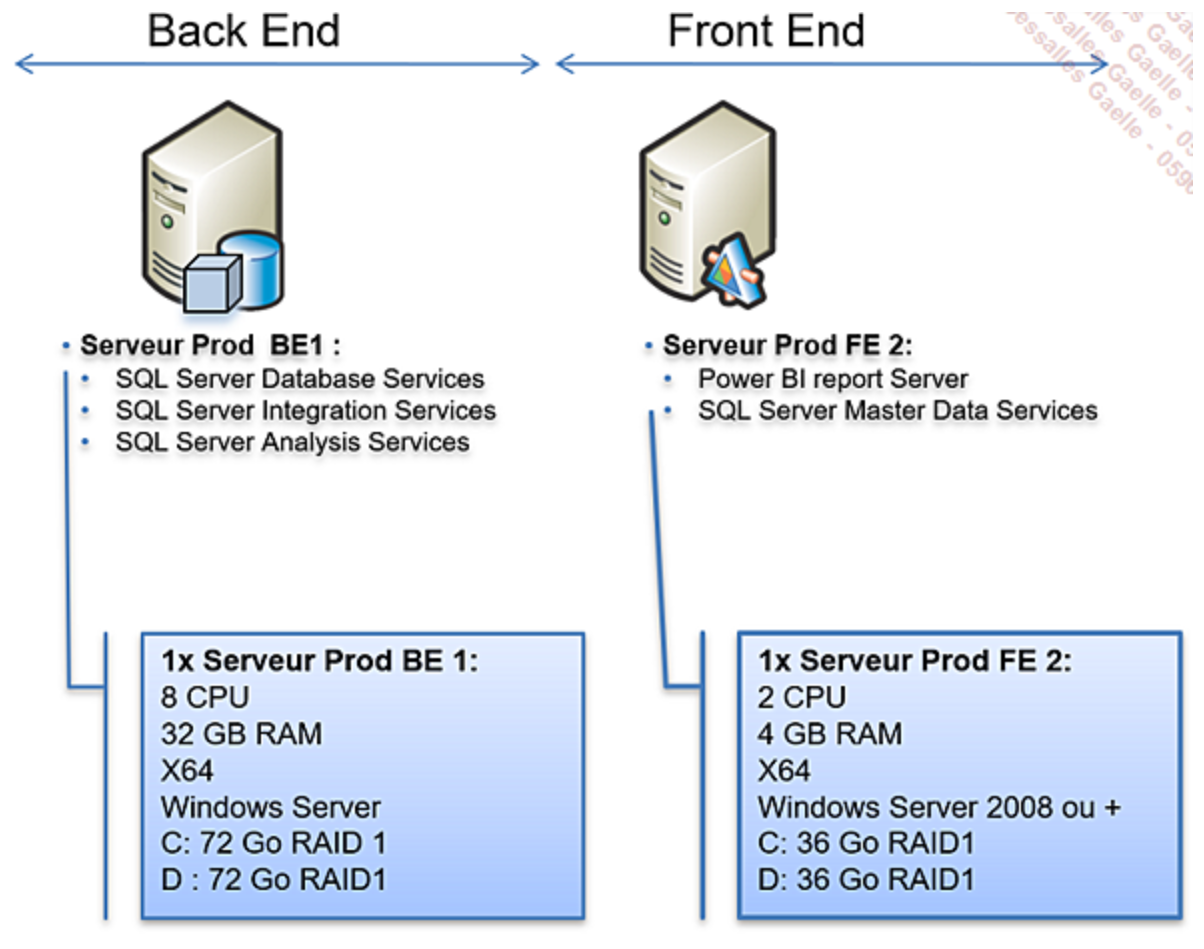 Back End
Front End
• Serveur Prod BE1 :
• SQL Server Database Services
• SQL Server Integration Services
• SQL Server Analysis Services
• Serveur Prod FE 2:
• Power BI report Server
• SQL Server Master Data Services
1x Serveur Prod BE 1:
8 CPU
32 GB RAM
X64
Windows Server
C: 72 Go RAID 1
D : 72 Go RAID1
1x Serveur Prod FE 2:
2 CPU
4 GB RAM
X64
Windows Server 2008 ou +
C: 36 Go RAID1
D: 36 Go RAID1